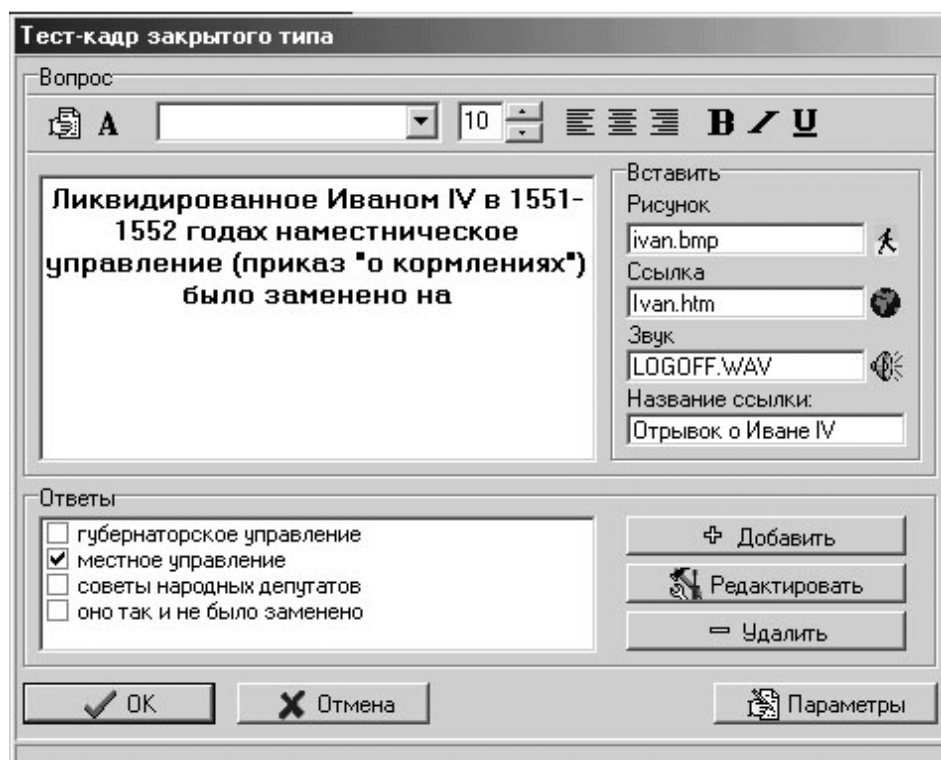 Тест-кадр закрытого типа
Вопрос
A
10
B I U
Ликвидированное Иваном IV в 1551-
1552 годах наместническое
управление (приказ "о кормлениях")
было заменено на
Вставить
Рисунок
ivan.bmp
Ссылка
Ivan.htm
Звук
LOGOFF.WAV
Название ссылки:
Отрывок о Иване IV
Ответы
губернаторское управление
местное управление
советы народных депутатов
оно так и не было заменено
Добавить
Редактировать
Удалить
OK
Отмена
Параметры